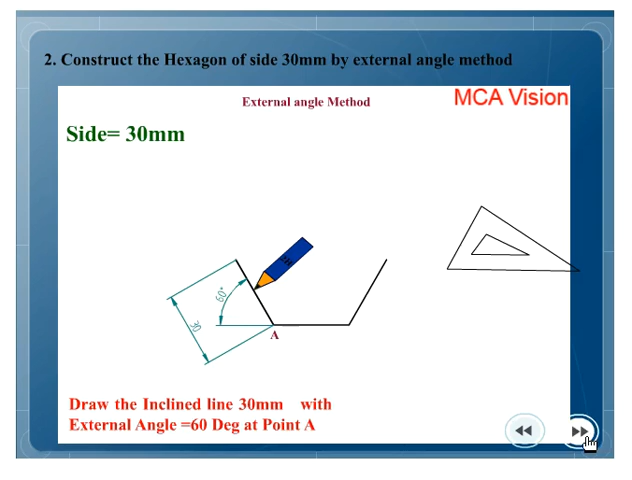 2. Construct the Hexagon of side 30mm by external angle method
External angle Method
MCA Vision
Side= 30mm
2H
60°
30
A
Draw the Inclined line 30mm with
External Angle =60 Deg at Point A